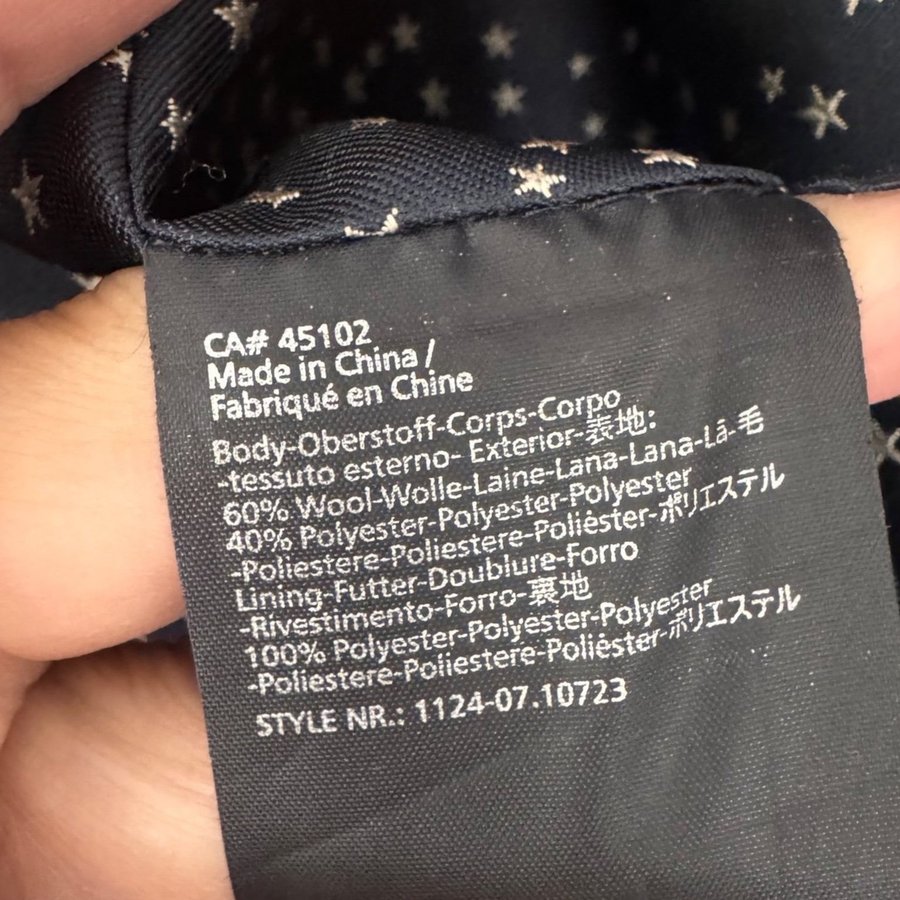 CA# 45102
Made in China /
Fabriqué en Chine
Body-Oberstoff-Corps-Corpo
-tessuto esterno- Exterior-表地:
60% Wool-Wolle-Laine-Lana-Lana-Lã-毛
40% Polyester-Polyester-Polyester
-Poliestere-Poliestere-Poliéster-ポリエステル
Lining-Futter-Doublure-Forro
-Rivestimento-Forro-裏地
100% Polyester-Polyester-Polyester
-Poliestere-Poliestere-Poliéster-ポリエステル
STYLE NR.: 1124-07.10723